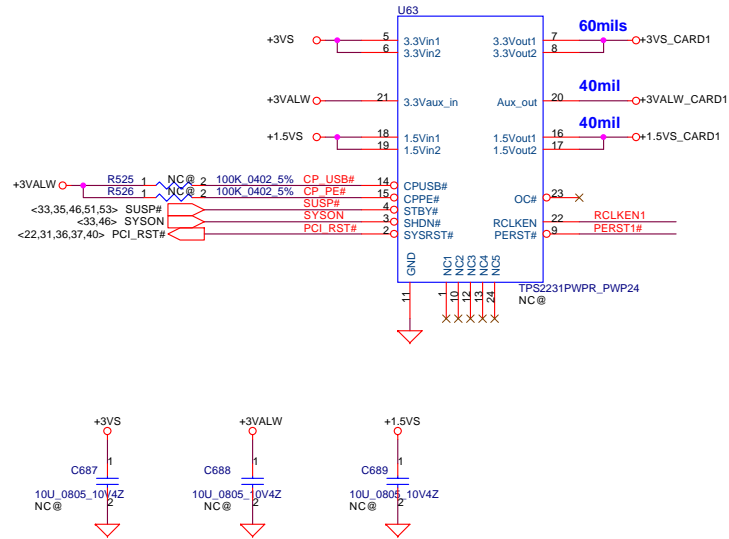 U63
60mils
+3VS 5 3.3Vin1 3.3Vout1 7 +3VS_CARD1
6 3.3Vin2 3.3Vout2 8
40mil
+3VALW 21 3.3Vaux_in Aux_out 20 +3VALW_CARD1
40mil
+1.5VS 18 1.5Vin1 1.5Vout1 16 +1.5VS_CARD1
19 1.5Vin2 1.5Vout2 17
+3VALW R525 1 NC@ 2 100K_0402_5% CP_USB# 14 CPUSB#
R526 1 NC@ 2 100K_0402_5% CP_PE# 15 CPPE# OC# 23
<33,35,46,51,53> SUSP# SUSP# 4 STBY#
<33,46> SYSON SYSON 3 SHDN# RCLKEN 22 RCLKEN1
<22,31,36,37,40> PCI_RST# PCI_RST# 2 SYSRST# PERST# 9 PERST1#
GND NC1 NC2 NC3 NC4 NC5
11 1 10 12 13 24
TPS2231PWPR_PWP24
NC@
+3VS +3VALW +1.5VS
1 1 1
C687 C688 C689
10U_0805_10V4Z 10U_0805_10V4Z 10U_0805_10V4Z
2 2 2
NC@ NC@ NC@